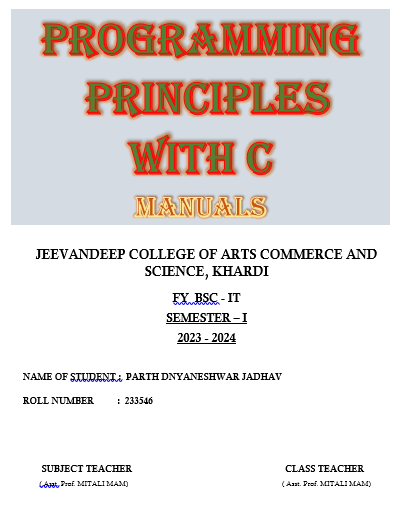 PROGRAMMING
PRINCIPLES
WITH C
MANUALS
JEEVANDEEP COLLEGE OF ARTS COMMERCE AND
SCIENCE, KHARDI
FY BSC - IT
SEMESTER – I
2023 - 2024
NAME OF STUDENT : PARTH DNYANESHWAR JADHAV
ROLL NUMBER : 233546
SUBJECT TEACHER CLASS TEACHER
( Asst. Prof. MITALI MAM) ( Asst. Prof. MITALI MAM)